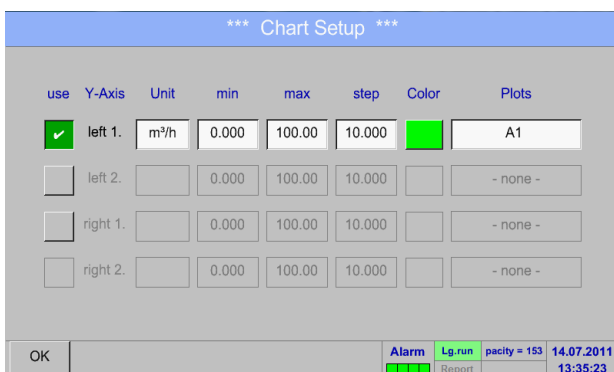 *** Chart Setup ***
use Y-Axis Unit min max step Color Plots
left 1. m³/h 0.000 100.00 10.000 A1
left 2. 0.000 100.00 10.000 - none -
right 1. 0.000 100.00 10.000 - none -
right 2. 0.000 100.00 10.000 - none -
OK Alarm Lg.run pacity = 153 14.07.2011
Report 13:35:23